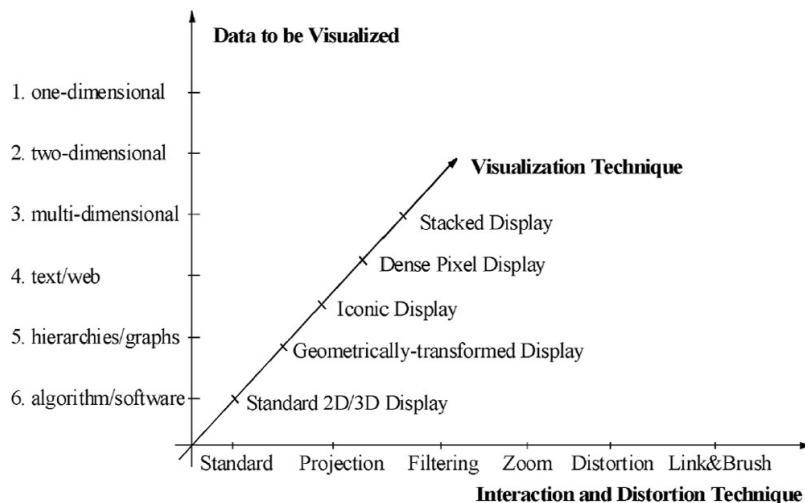 Data to be Visualized
1. one-dimensional
2. two-dimensional
Visualization Technique
3. multi-dimensional
Stacked Display
Dense Pixel Display
4. text/web
Iconic Display
5. hierarchies/graphs
Geometrically-transformed Display
6. algorithm/software
Standard 2D/3D Display
Standard Projection Filtering Zoom Distortion Link&Brush
Interaction and Distortion Technique